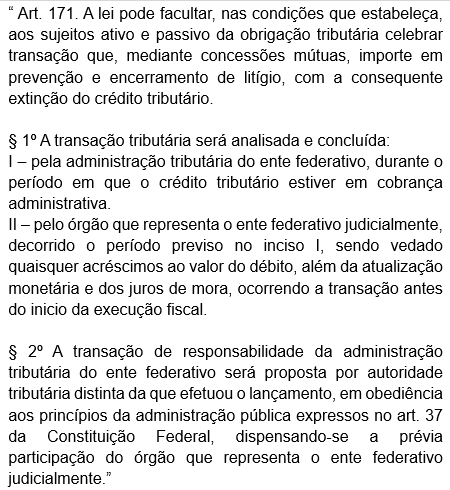 “ Art. 171. A lei pode facultar, nas condições que estabeleça,
aos sujeitos ativo e passivo da obrigação tributária celebrar
transação que, mediante concessões mútuas, importe em
prevenção e encerramento de litígio, com a consequente
extinção do crédito tributário.
§ 1º A transação tributária será analisada e concluída:
I – pela administração tributária do ente federativo, durante o
período em que o crédito tributário estiver em cobrança
administrativa.
II – pelo órgão que representa o ente federativo judicialmente,
decorrido o período previso no inciso I, sendo vedado
quaisquer acréscimos ao valor do débito, além da atualização
monetária e dos juros de mora, ocorrendo a transação antes
do inicio da execução fiscal.
§ 2º A transação de responsabilidade da administração
tributária do ente federativo será proposta por autoridade
tributária distinta da que efetuou o lançamento, em obediência
aos princípios da administração pública expressos no art. 37
da Constituição Federal, dispensando-se a prévia
participação do órgão que representa o ente federativo
judicialmente.”